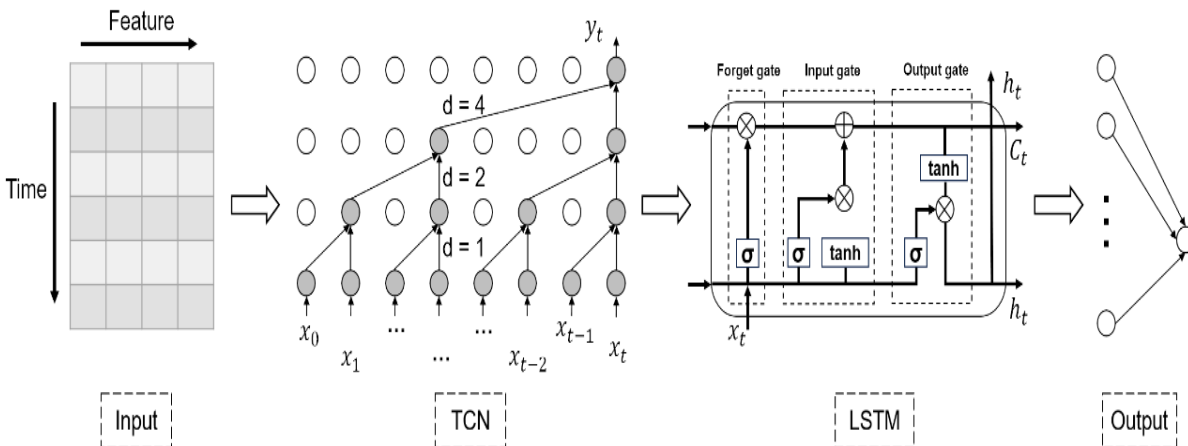 Feature
Time
Input
y_t
d = 4
d = 2
d = 1
x_0
x_1
...
...
...
x_{t-2}
x_{t-1}
x_t
TCN
Forget gate
Input gate
Output gate
h_t
C_t
tanh
σ
σ
tanh
σ
h_t
x_t
LSTM
Output